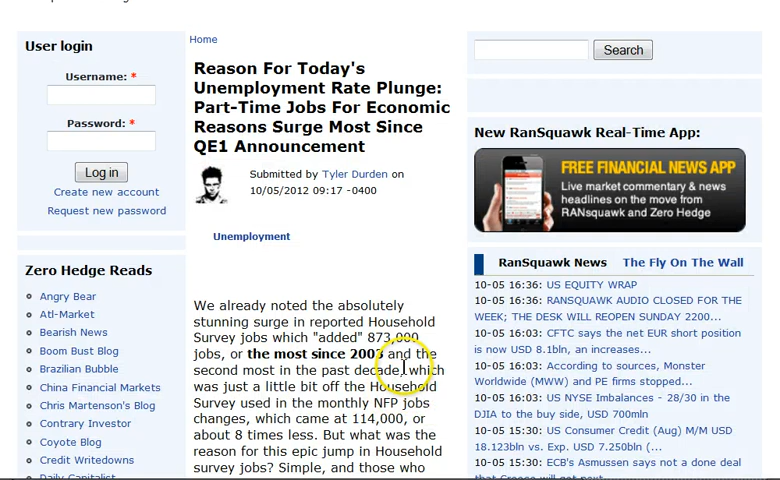 User login
Username: *
Password: *
Log in
Create new account
Request new password
Zero Hedge Reads
Angry Bear
Atl-Market
Bearish News
Boom Bust Blog
Brazilian Bubble
China Financial Markets
Chris Martenson's Blog
Contrary Investor
Coyote Blog
Credit Writedowns
Daily Capitalist
Home
Reason For Today's
Unemployment Rate Plunge:
Part-Time Jobs For Economic
Reasons Surge Most Since
QE1 Announcement
Submitted by Tyler Durden on
10/05/2012 09:17 -0400
Unemployment
We already noted the absolutely
stunning surge in reported Household
Survey jobs which "added" 873,000
jobs, or the most since 2003 and the
second most in the past decade, which
was just a little bit off the Household
Survey used in the monthly NFP jobs
changes, which came at 114,000, or
about 8 times less. But what was the
reason for this epic jump in Household
survey jobs? Simple, and those who
Search
New RanSquawk Real-Time App:
FREE FINANCIAL NEWS APP
Live market commentary & news
headlines on the move from
RANsquawk and Zero Hedge
RanSquawk News The Fly On The Wall
10-05 16:36: US EQUITY WRAP
10-05 16:36: RANSQUAWK AUDIO CLOSED FOR THE
WEEK; THE DESK WILL REOPEN SUNDAY 2200...
10-05 16:03: CFTC says the net EUR short position
is now USD 8.1bln, an increases...
10-05 16:03: According to sources, Monster
Worldwide (MWW) and PE firms stopped...
10-05 16:03: US NYSE Imbalances - 28/30 in the
DJIA to the buy side, USD 700mln
10-05 15:30: US Consumer Credit (Aug) M/M USD
18.123bln vs. Exp. USD 7.250bln (...
10-05 15:30: ECB's Asmussen says not a done deal
that Greece will get next